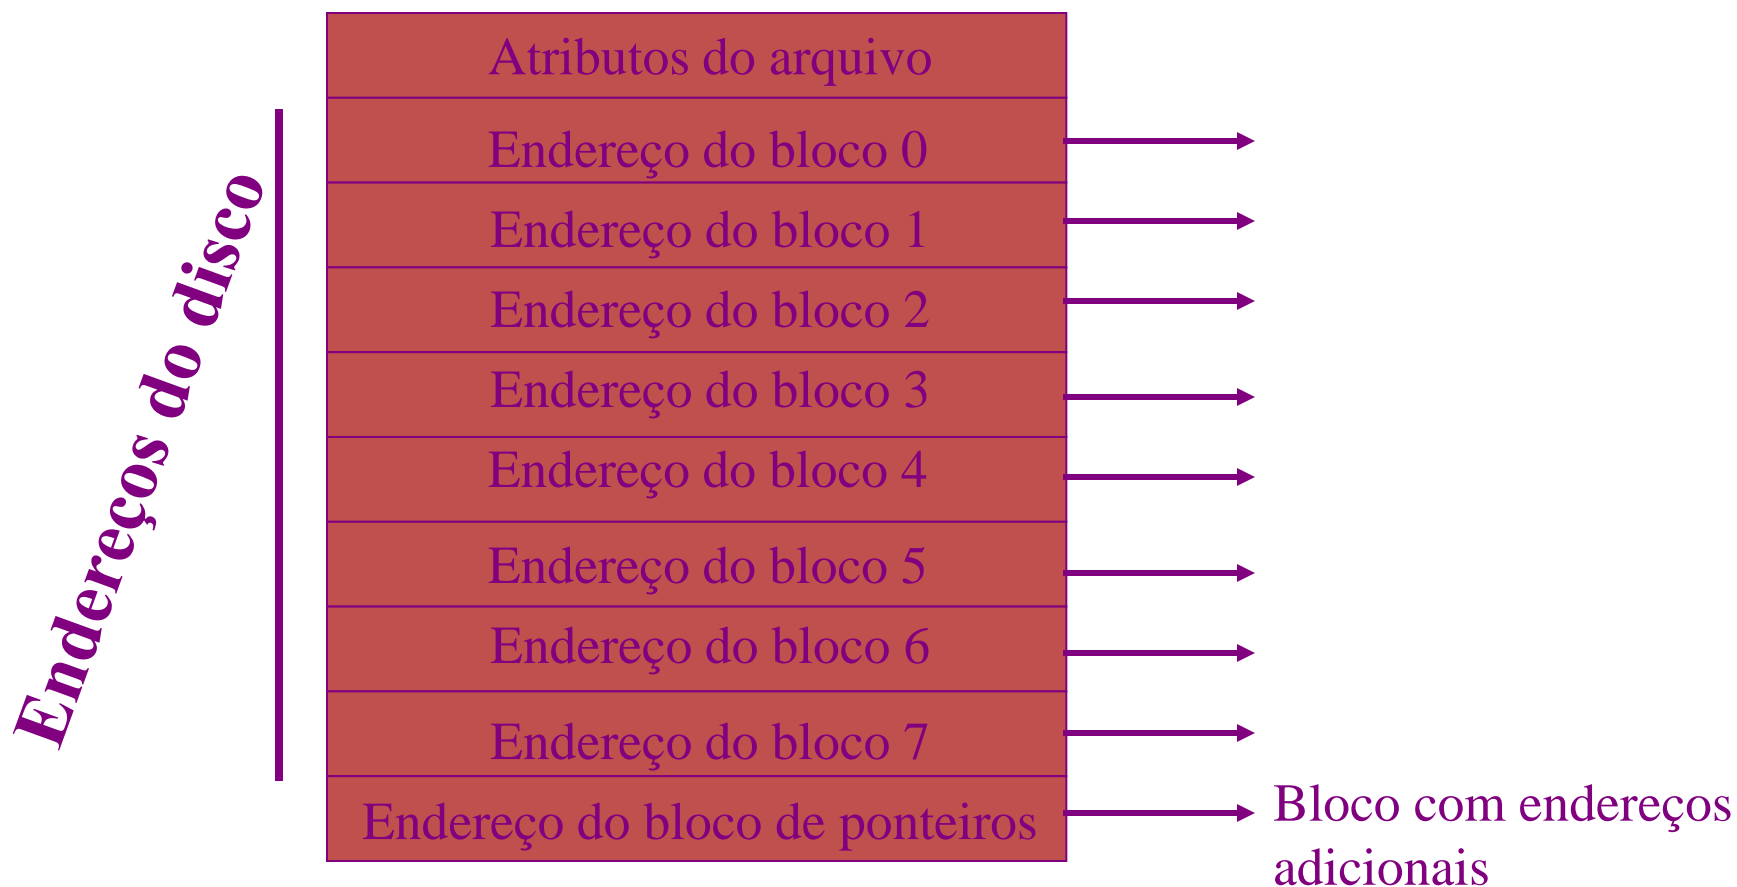 Atributos do arquivo
Endereços do disco
Endereço do bloco 0
Endereço do bloco 1
Endereço do bloco 2
Endereço do bloco 3
Endereço do bloco 4
Endereço do bloco 5
Endereço do bloco 6
Endereço do bloco 7
Endereço do bloco de ponteiros
Bloco com endereços
adicionais